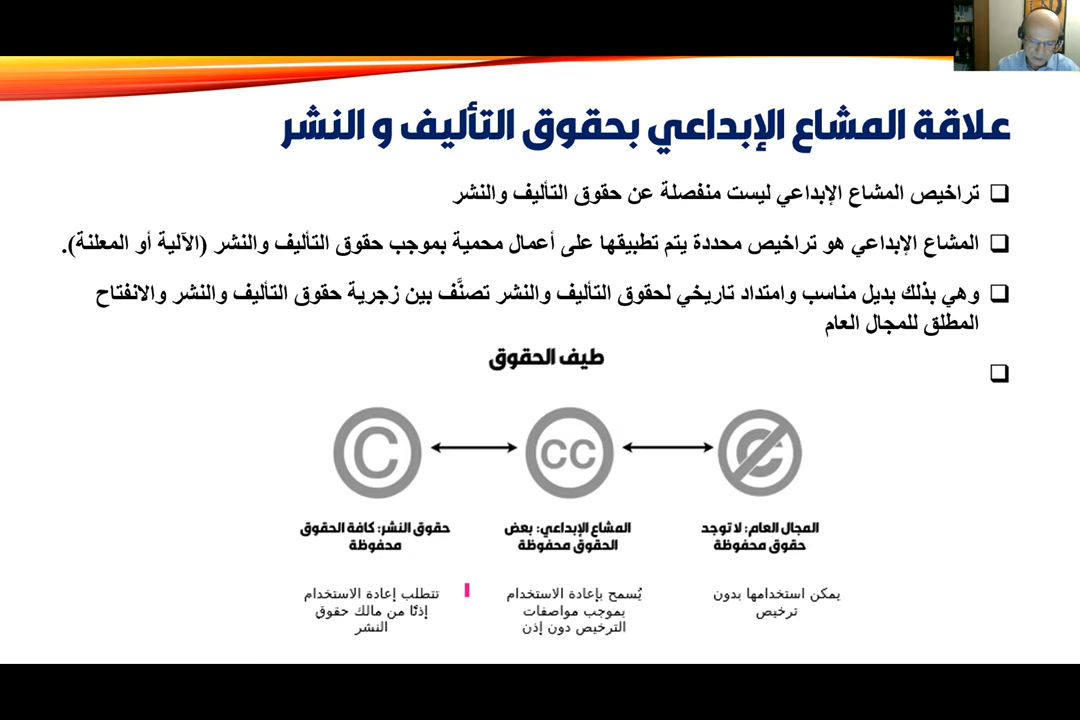 علاقة المشاع الإبداعي بحقوق التأليف و النشر
تراخيص المشاع الإبداعي ليست منفصلة عن حقوق التأليف والنشر
المشاع الإبداعي هو تراخيص محددة يتم تطبيقها على أعمال محمية بموجب حقوق التأليف والنشر (الآلية أو المعلنة).
وهي بذلك بديل مناسب وامتداد تاريخي لحقوق التأليف والنشر تصنَّف بين زجرية حقوق التأليف والنشر والانفتاح
المطلق للمجال العام
طيف الحقوق
C
CC
C
المجال العام: لا توجد
حقوق محفوظة
المشاع الإبداعي: بعض
الحقوق محفوظة
حقوق النشر: كافة الحقوق
محفوظة
يمكن استخدامها بدون
ترخيص
يُسمح بإعادة الاستخدام
بموجب مواصفات
الترخيص دون إذن
تتطلب إعادة الاستخدام
إذنًا من مالك حقوق
النشر